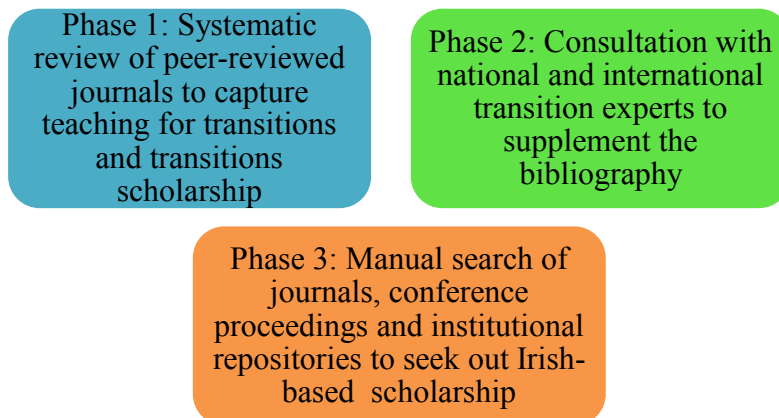 Phase 1: Systematic
review of peer-reviewed
journals to capture
teaching for transitions
and transitions
scholarship
Phase 2: Consultation with
national and international
transition experts to
supplement the
bibliography
Phase 3: Manual search of
journals, conference
proceedings and institutional
repositories to seek out Irish-
based scholarship